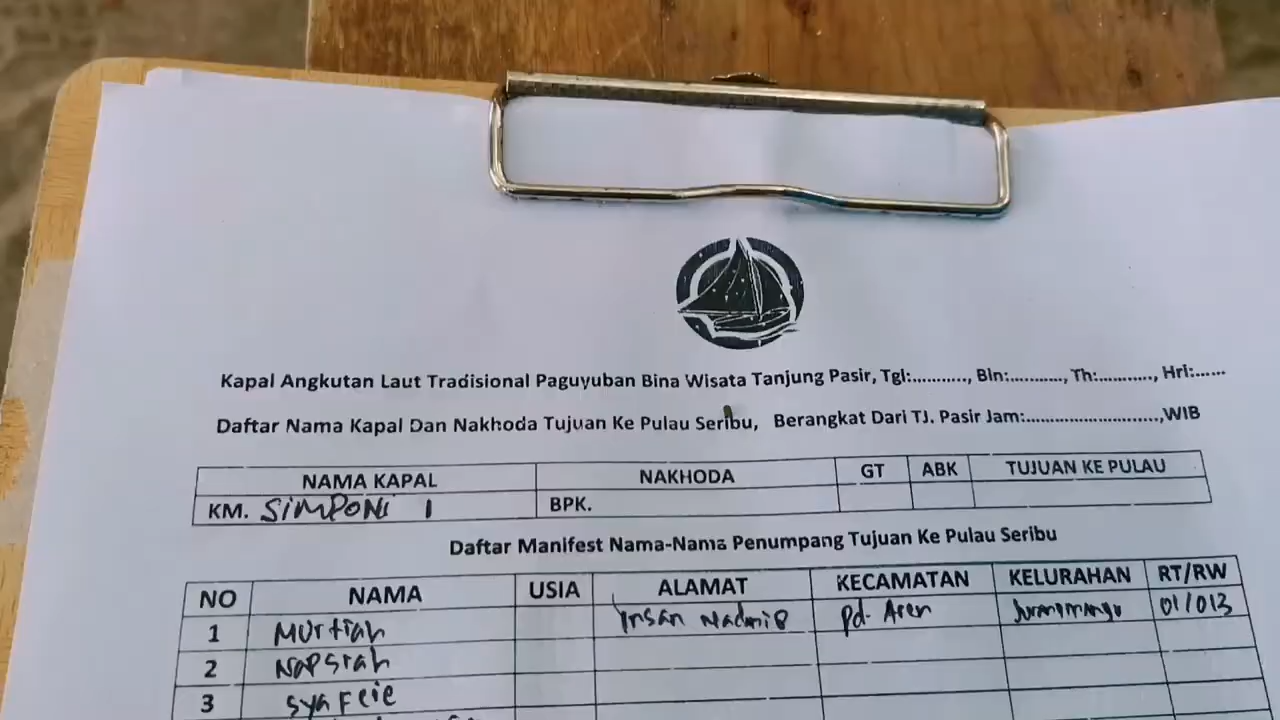 Kapal Angkutan Laut Tradisional Paguyuban Bina Wisata Tanjung Pasir, Tgl:..........., Bln:..........., Th:..........., Hri:......
Daftar Nama Kapal Dan Nakhoda Tujuan Ke Pulau Seribu, Berangkat Dari TJ. Pasir Jam:..........................,WIB
NAMA KAPAL NAKHODA GT ABK TUJUAN KE PULAU
KM. SIMPONI 1 BPK.
Daftar Manifest Nama-Nama Penumpang Tujuan Ke Pulau Seribu
NO NAMA USIA ALAMAT KECAMATAN KELURAHAN RT/RW
1 Murtiah Insan Pd. Aren 01/013
2 Napsiah
3 Syafeie